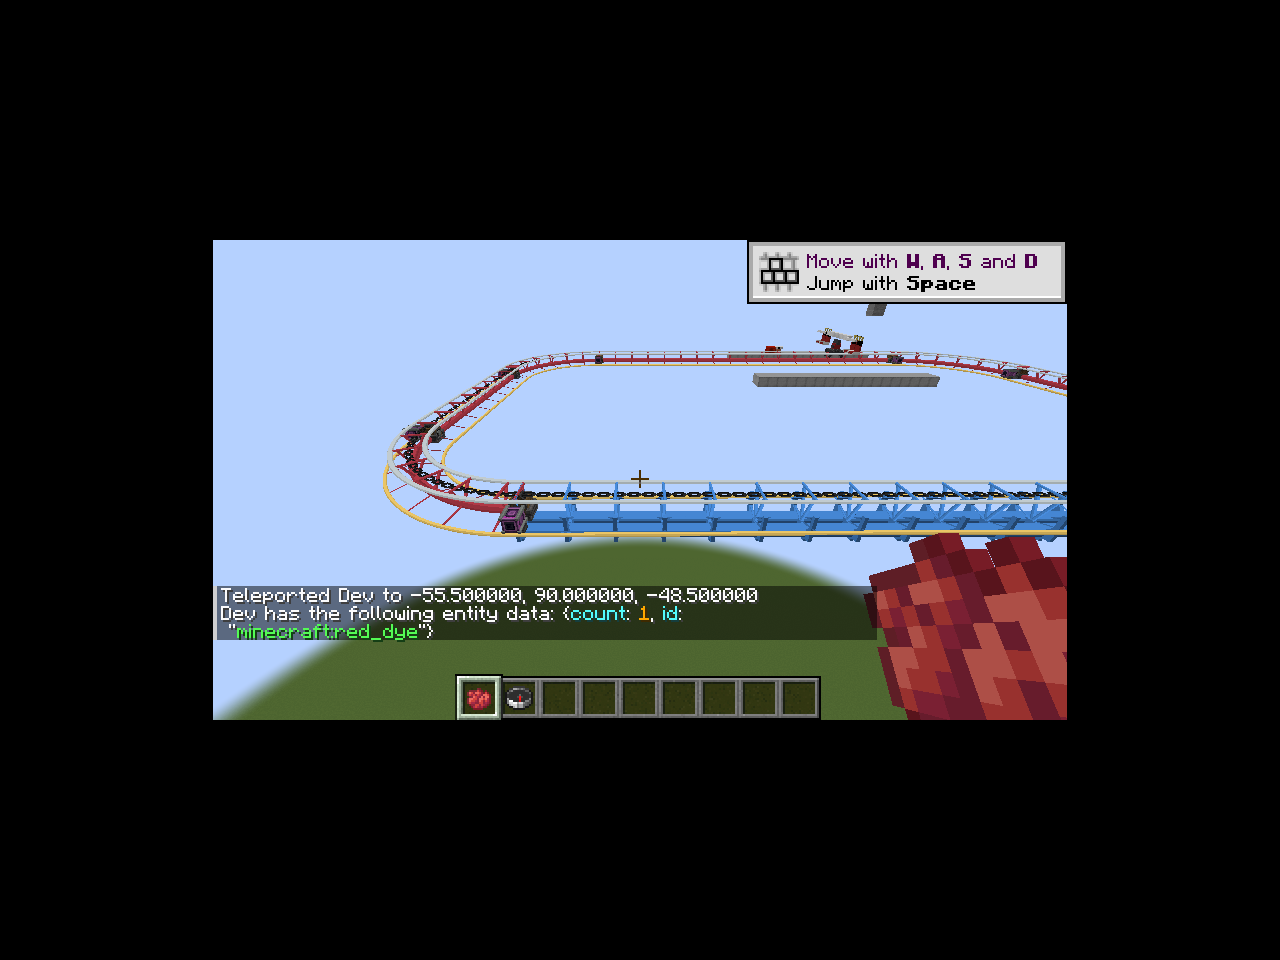 Move with W, A, S and D
Jump with Space
Teleported Dev to -55.500000, 90.000000, -48.500000
Dev has the following entity data: {count: 1, id:
"minecraft:red_dye"}